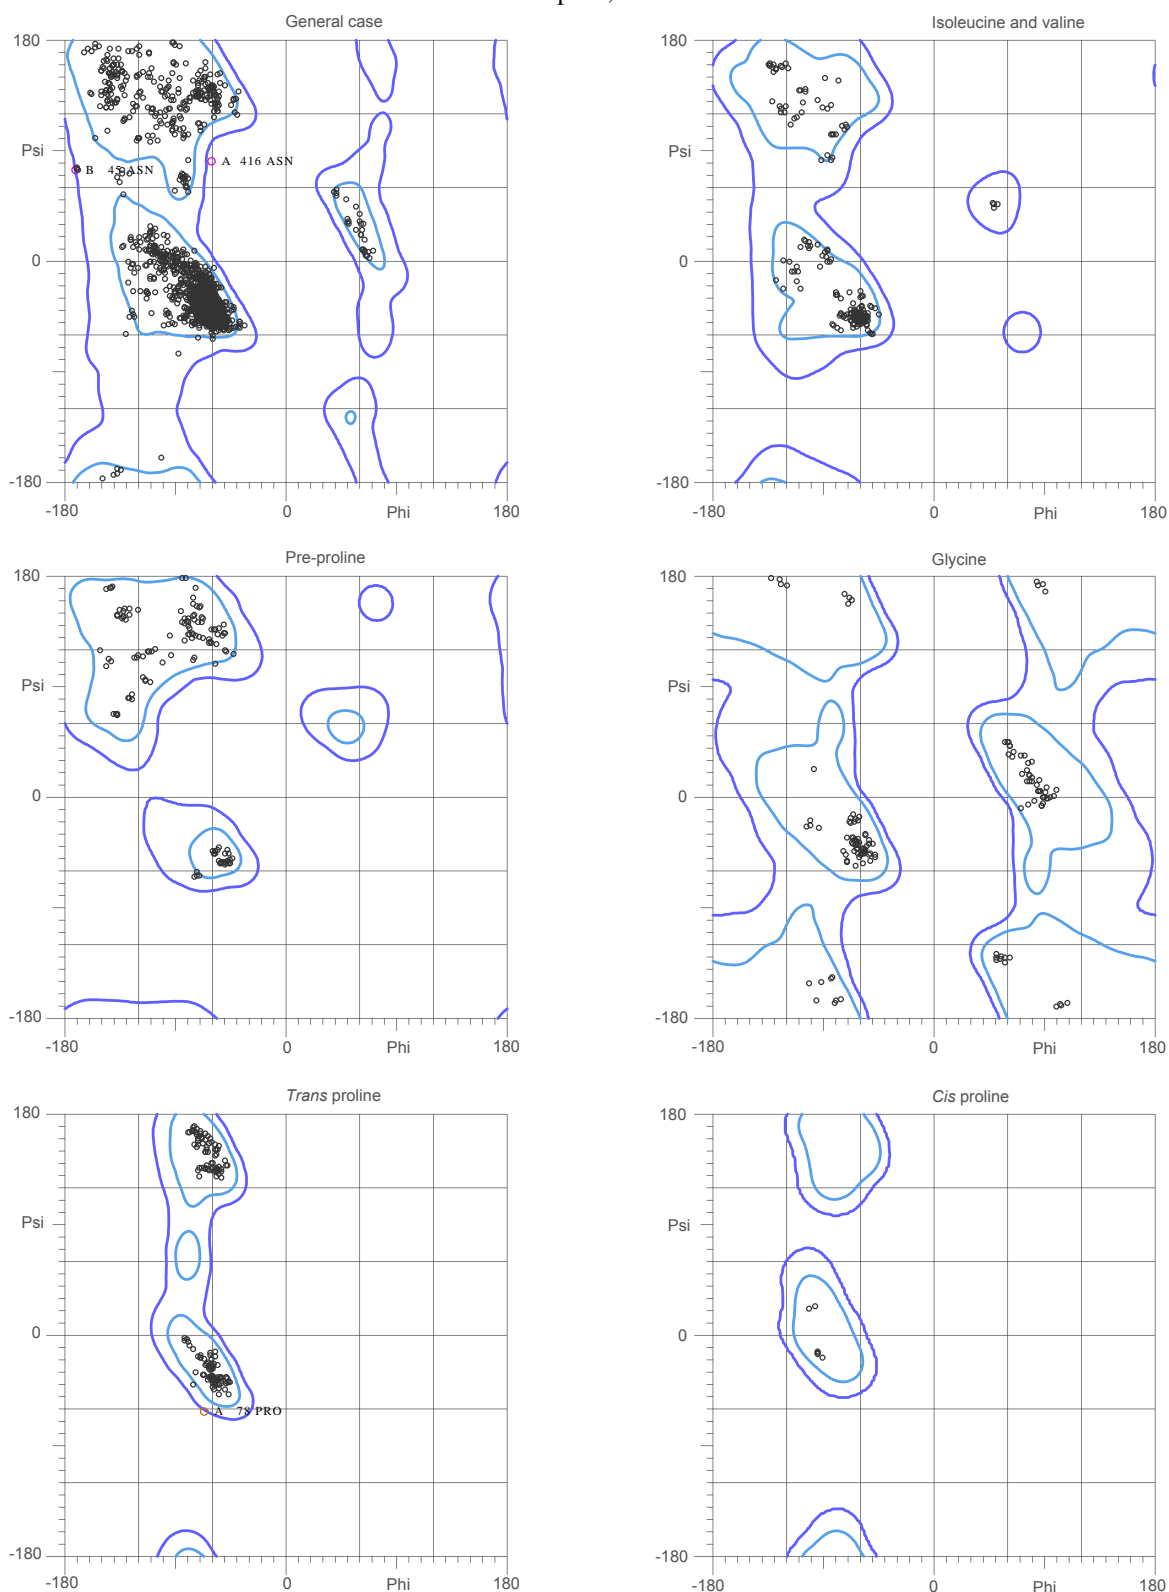 General case
Isoleucine and valine
180
Psi
B 45 ASN
A 416 ASN
0
-180
-180 0 Phi 180
180
Psi
0
-180
-180 0 Phi 180
Pre-proline
Glycine
180
Psi
0
-180
-180 0 Phi 180
180
Psi
0
-180
-180 0 Phi 180
Trans proline
Cis proline
180
Psi
0
A 78 PRO
-180
-180 0 Phi 180
180
Psi
0
-180
-180 0 Phi 180